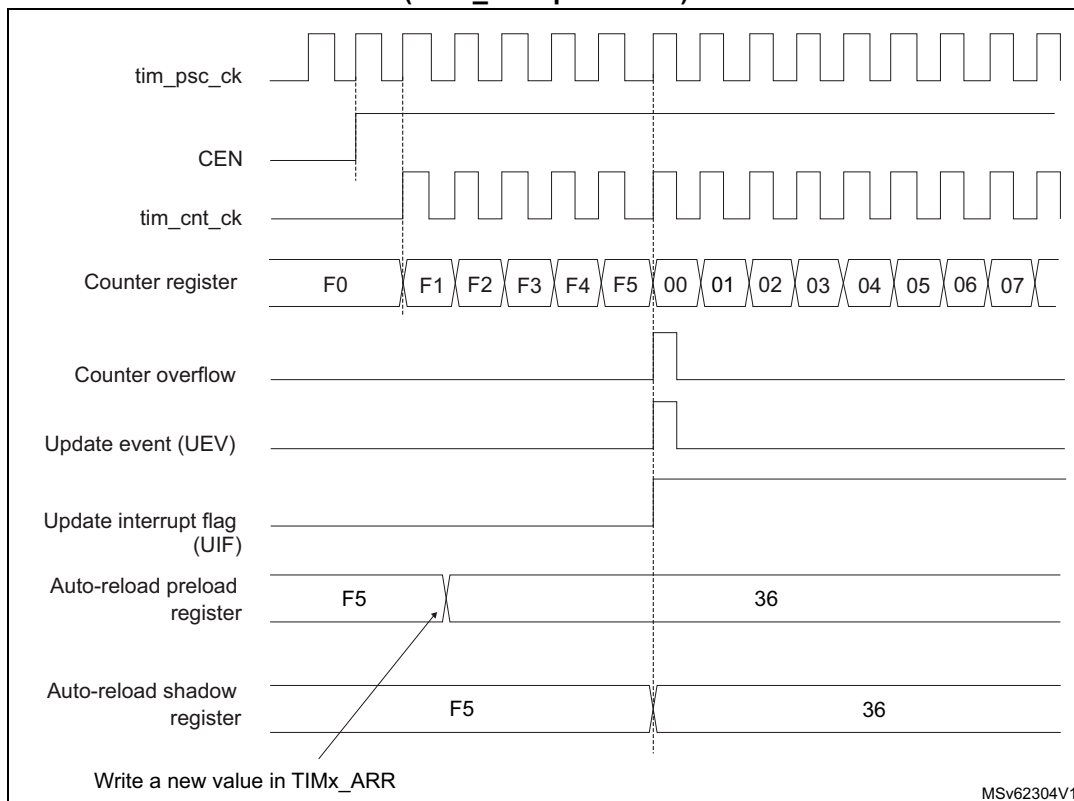 tim_psc_ck
CEN
tim_cnt_ck
Counter register
F0 F1 F2 F3 F4 F5 00 01 02 03 04 05 06 07
Counter overflow
Update event (UEV)
Update interrupt flag
(UIF)
Auto-reload preload
register
F5 36
Auto-reload shadow
register
F5 36
Write a new value in TIMx_ARR
MSv62304V1